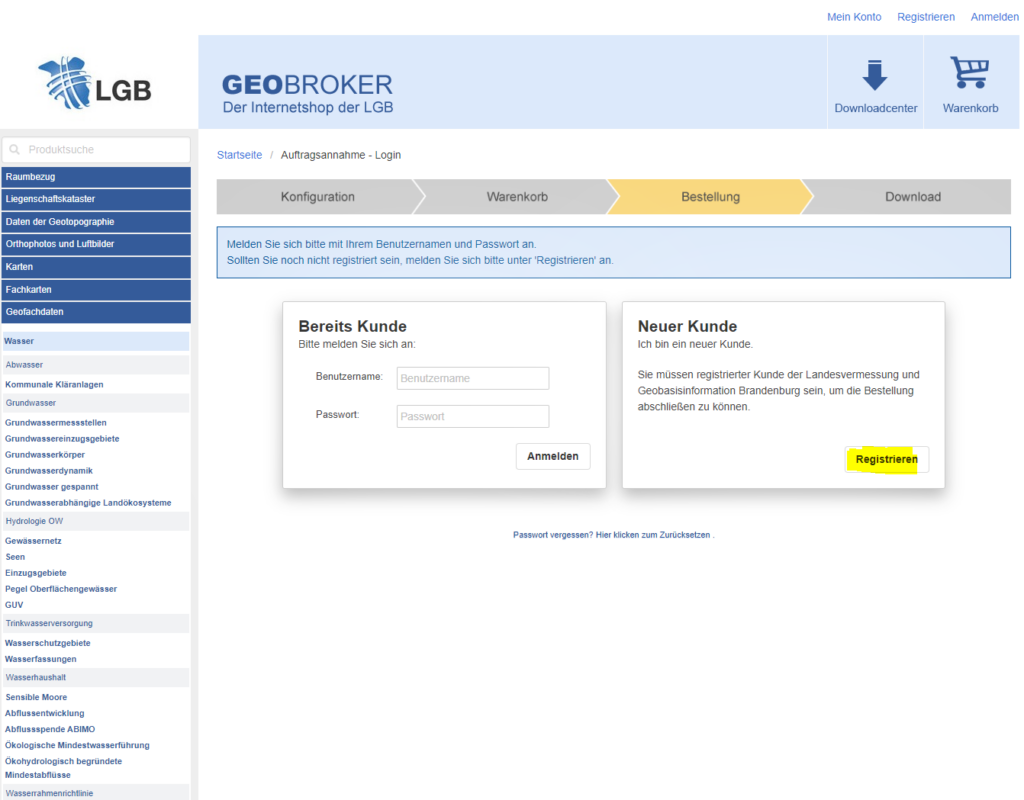 Mein Konto Registrieren Anmelden
LGB
GEOBROKER
Der Internetshop der LGB
Downloadcenter
Warenkorb
Produktsuche
Raumbezug
Liegenschaftskataster
Daten der Geotopographie
Orthophotos und Luftbilder
Karten
Fachkarten
Geofachdaten
Wasser
Abwasser
Kommunale Kläranlagen
Grundwasser
Grundwassermessstellen
Grundwassereinzugsgebiete
Grundwasserkörper
Grundwasserdynamik
Grundwasser gespannt
Grundwasserabhängige Landökosysteme
Hydrologie OW
Gewässernetz
Seen
Einzugsgebiete
Pegel Oberflächengewässer
GUV
Trinkwasserversorgung
Wasserschutzgebiete
Wasserfassungen
Wasserhaushalt
Sensible Moore
Abflussentwicklung
Abflussspende ABIMO
Ökologische Mindestwasserführung
Ökohydrologisch begründete
Mindestabflüsse
Wasserrahmenrichtlinie
Startseite / Auftragsannahme - Login
Konfiguration Warenkorb Bestellung Download
Melden Sie sich bitte mit Ihrem Benutzernamen und Passwort an.
Sollten Sie noch nicht registriert sein, melden Sie sich bitte unter 'Registrieren' an.
Bereits Kunde
Bitte melden Sie sich an:
Benutzername: Benutzername
Passwort: Passwort
Anmelden
Neuer Kunde
Ich bin ein neuer Kunde.
Sie müssen registrierter Kunde der Landesvermessung und
Geobasisinformation Brandenburg sein, um die Bestellung
abschließen zu können.
Registrieren
Passwort vergessen? Hier klicken zum Zurücksetzen .